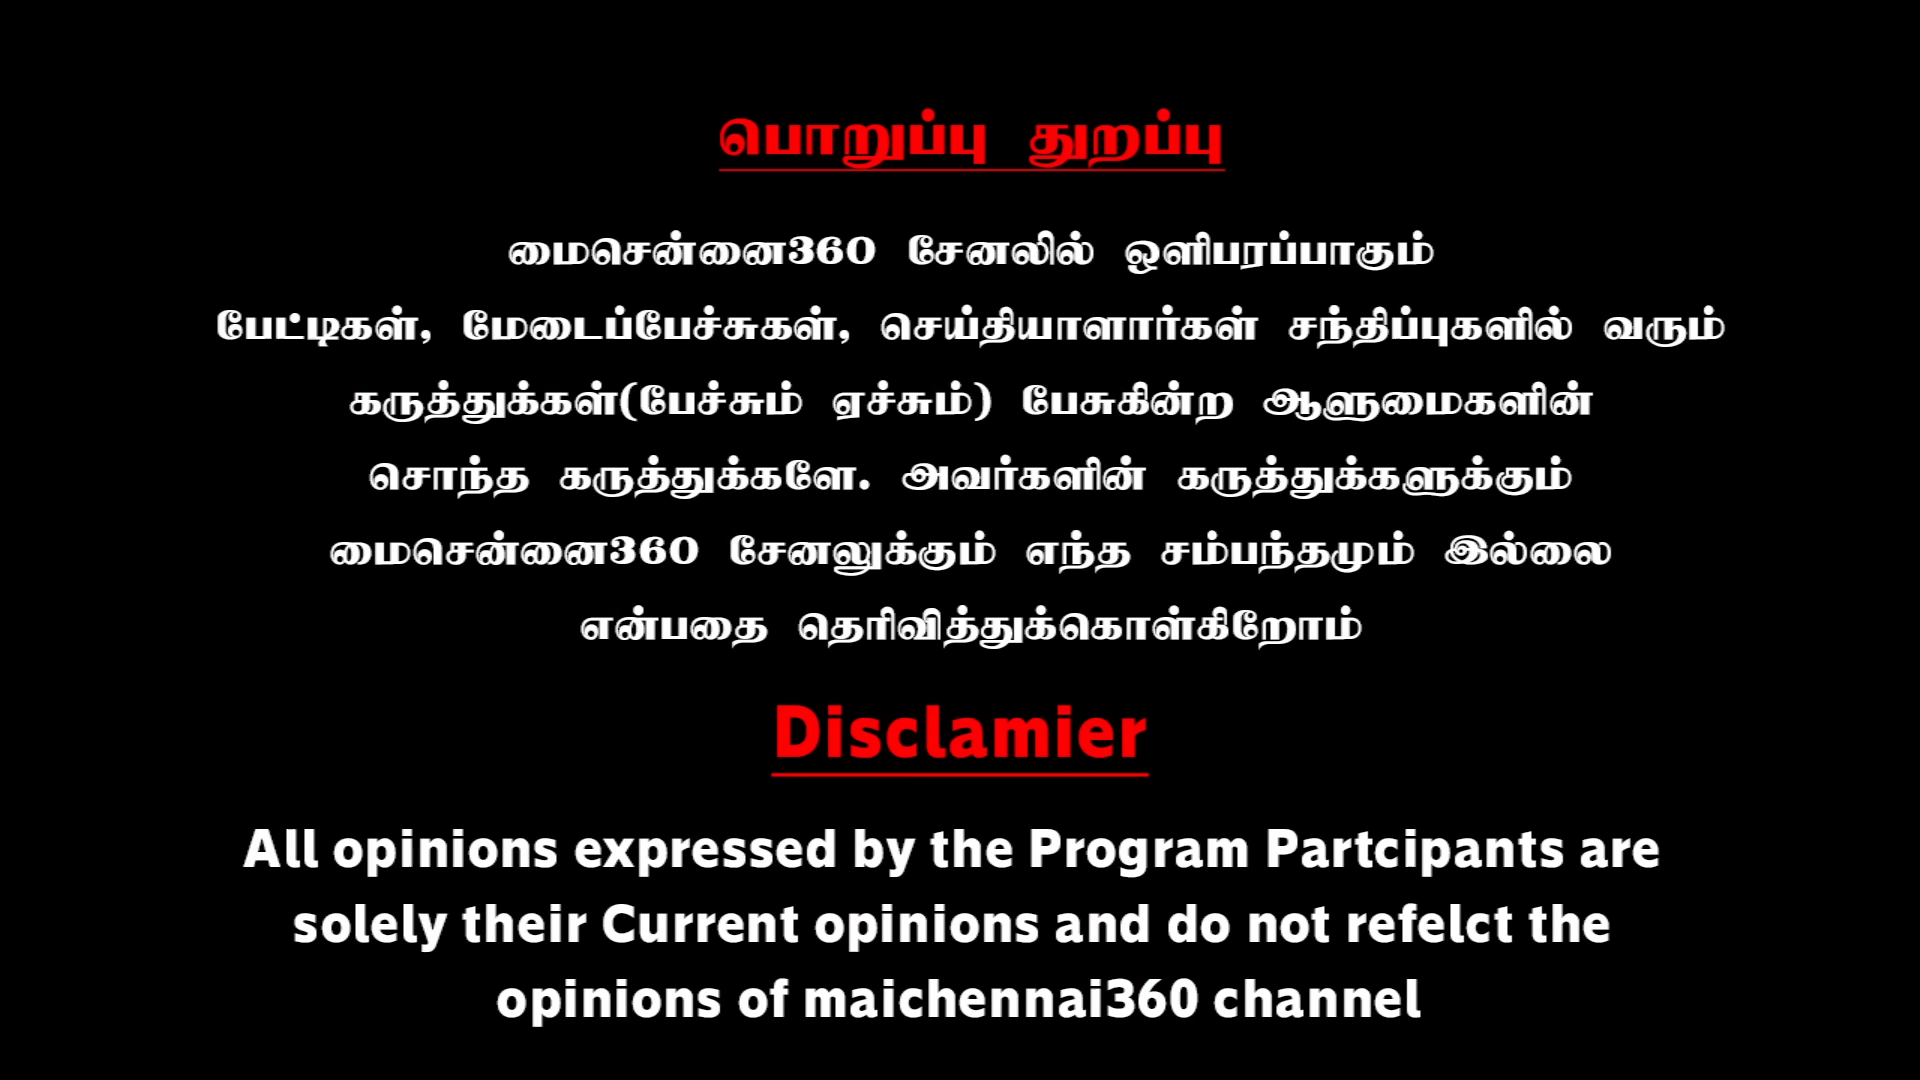 பொறுப்பு துறப்பு
மைசென்னை360 சேனலில் ஒளிபரப்பாகும்
பேட்டிகள், மேடைப்பேச்சுகள், செய்தியாளார்கள் சந்திப்புகளில் வரும்
கருத்துக்கள்(பேச்சும் ஏச்சும்) பேசுகின்ற ஆளுமைகளின்
சொந்த கருத்துக்களே. அவர்களின் கருத்துக்களுக்கும்
மைசென்னை360 சேனலுக்கும் எந்த சம்பந்தமும் இல்லை
என்பதை தெரிவித்துக்கொள்கிறோம்
Disclamier
All opinions expressed by the Program Partcipants are
solely their Current opinions and do not refelct the
opinions of maichennai360 channel